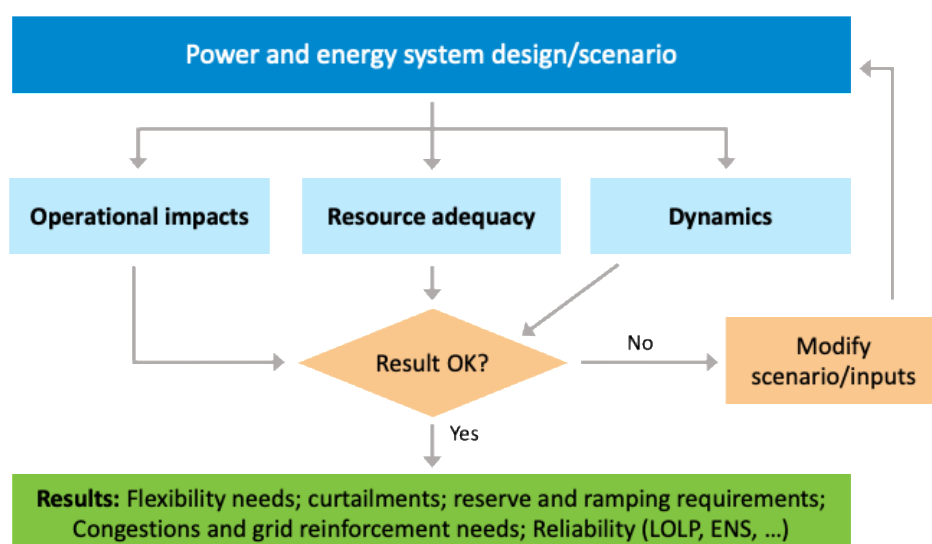 Power and energy system design/scenario
Operational impacts
Resource adequacy
Dynamics
Result OK?
No
Modify
scenario/inputs
Yes
Results: Flexibility needs; curtailments; reserve and ramping requirements;
Congestions and grid reinforcement needs; Reliability (LOLP, ENS, ...)